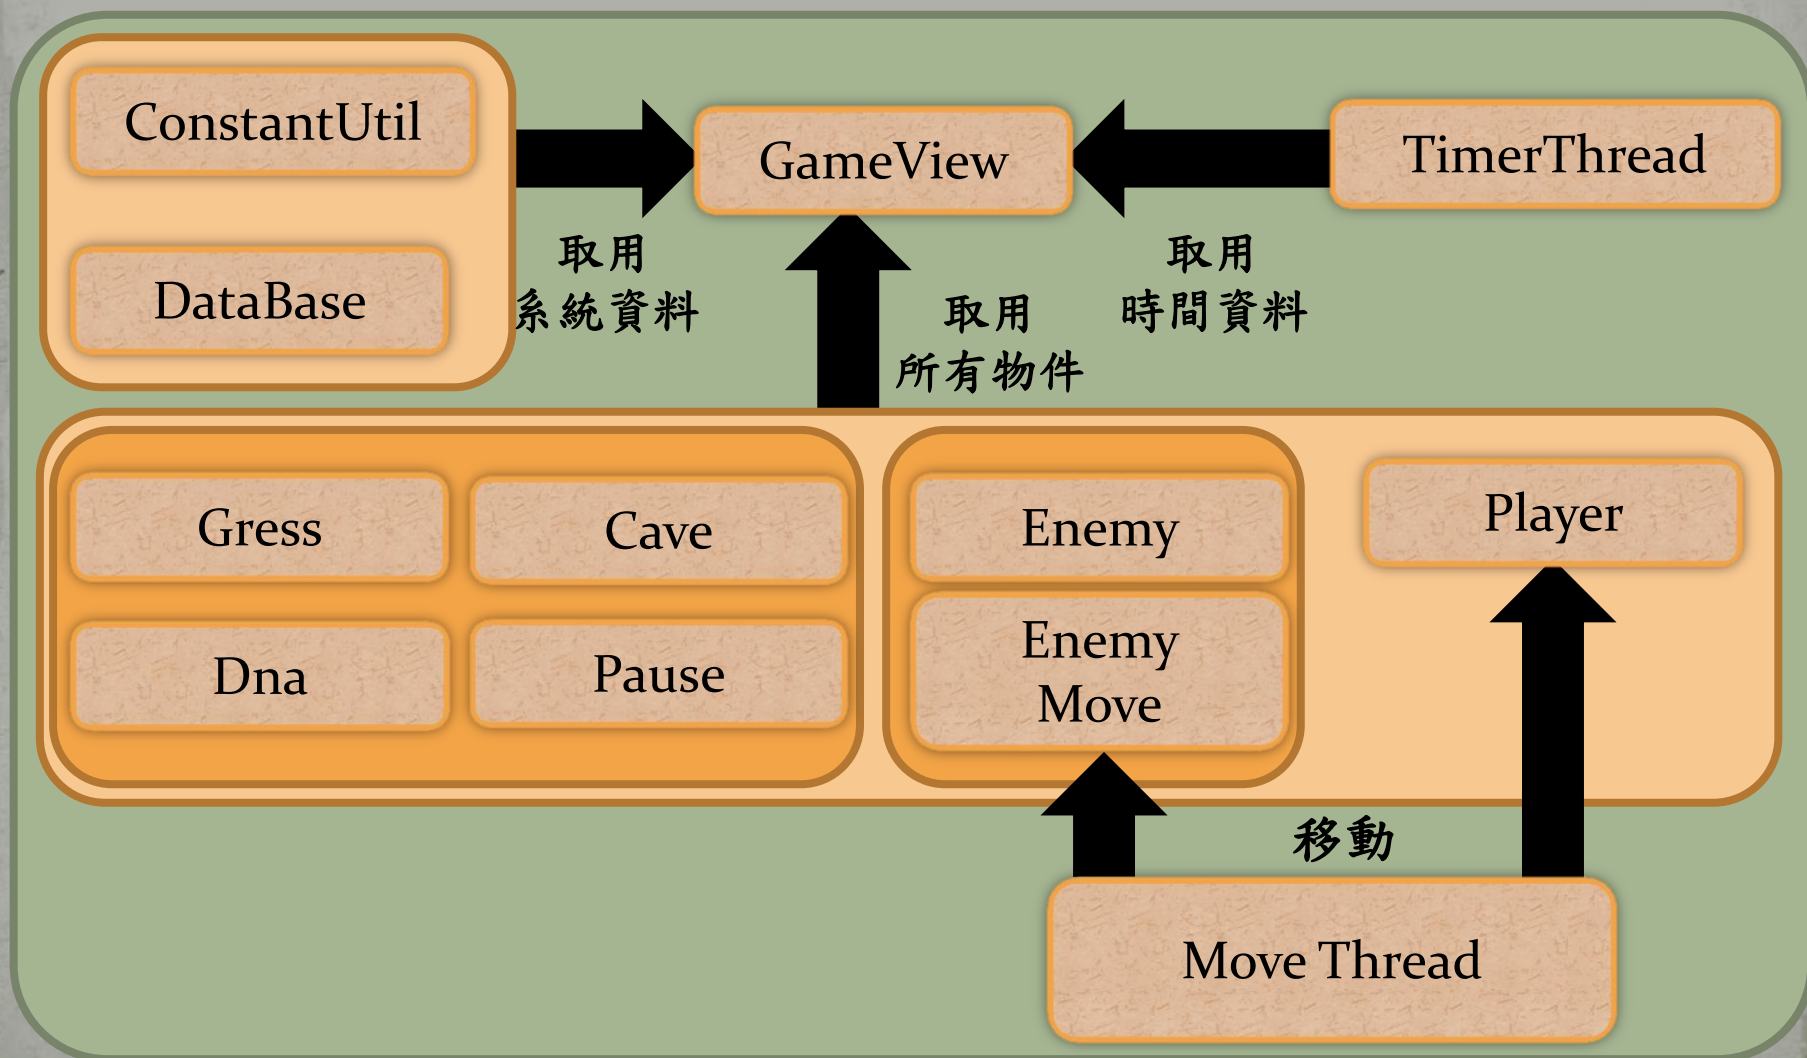 ConstantUtil
DataBase
GameView
TimerThread
取用
系統資料
取用
所有物件
取用
時間資料
Gress
Cave
Dna
Pause
Enemy
Enemy
Move
Player
移動
Move Thread